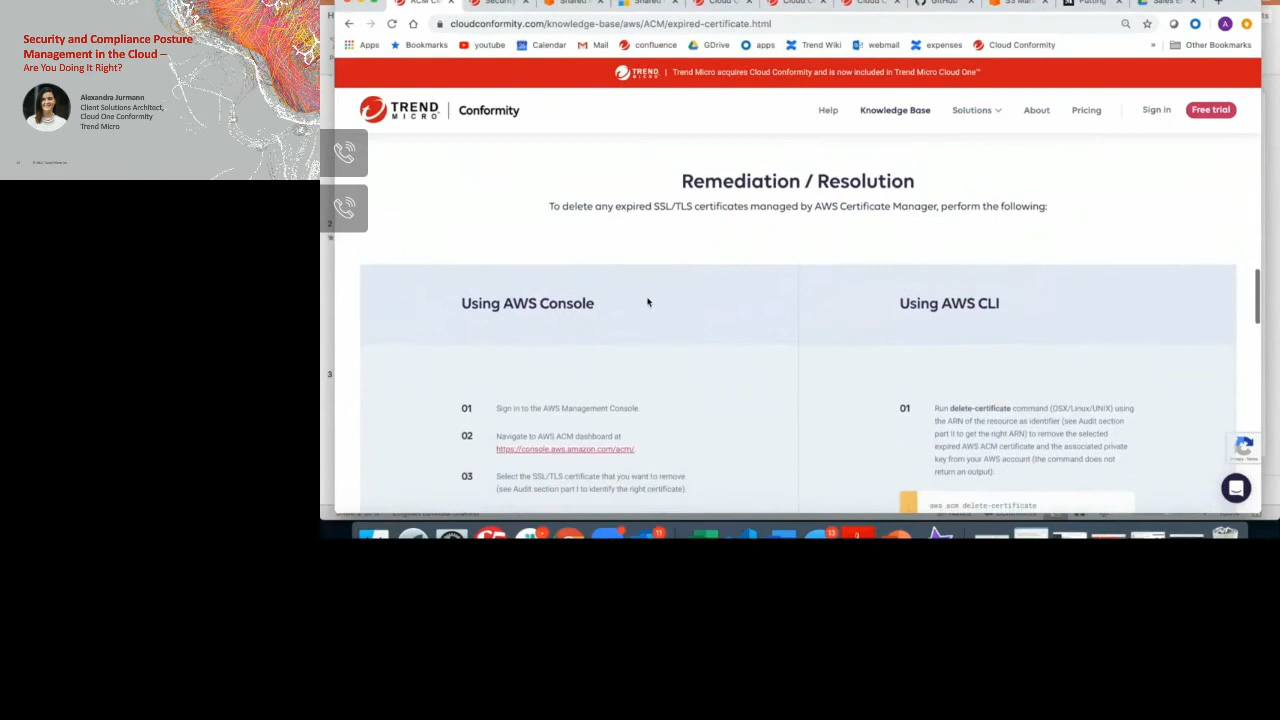 Security and Compliance Posture
Management in the Cloud –
Are You Doing It Right?
Alexandra Jurmann
Client Solutions Architect,
Cloud One Conformity
Trend Micro
cloudconformity.com/knowledge-base/aws/ACM/expired-certificate.html
Apps Bookmarks youtube Calendar Mail confluence GDrive apps Trend Wiki webmail expenses Cloud Conformity » Other Bookmarks
TREND MICRO | Trend Micro acquires Cloud Conformity and is now included in Trend Micro Cloud One™
TREND MICRO | Conformity
Help Knowledge Base Solutions About Pricing Sign in Free trial
Remediation / Resolution
To delete any expired SSL/TLS certificates managed by AWS Certificate Manager, perform the following:
Using AWS Console
01 Sign in to the AWS Management Console.
02 Navigate to AWS ACM dashboard at
https://console.aws.amazon.com/acm/.
03 Select the SSL/TLS certificate that you want to remove
(see Audit section part I to identify the right certificate).
Using AWS CLI
01 Run delete-certificate command (OSX/Linux/UNIX) using
the ARN of the resource as identifier (see Audit section
part II to get the right ARN) to remove the selected
expired AWS ACM certificate and the associated private
key from your AWS account (the command does not
return an output):
aws acm delete-certificate
2
3
11
13